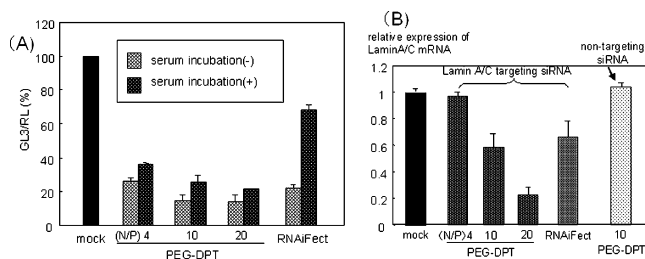 (A)
GL3/RL (%)
120
100
80
60
40
20
0
serum incubation(-)
serum incubation(+)
mock
(N/P) 4
10
20
RNAiFect
PEG-DPT
(B)
relative expression of
LaminA/C mRNA
1.2
1
0.8
0.6
0.4
0.2
0
Lamin A/C targeting siRNA
non-targeting
siRNA
mock
(N/P)4
10
20
RNAiFect
10
PEG-DPT
PEG-DPT